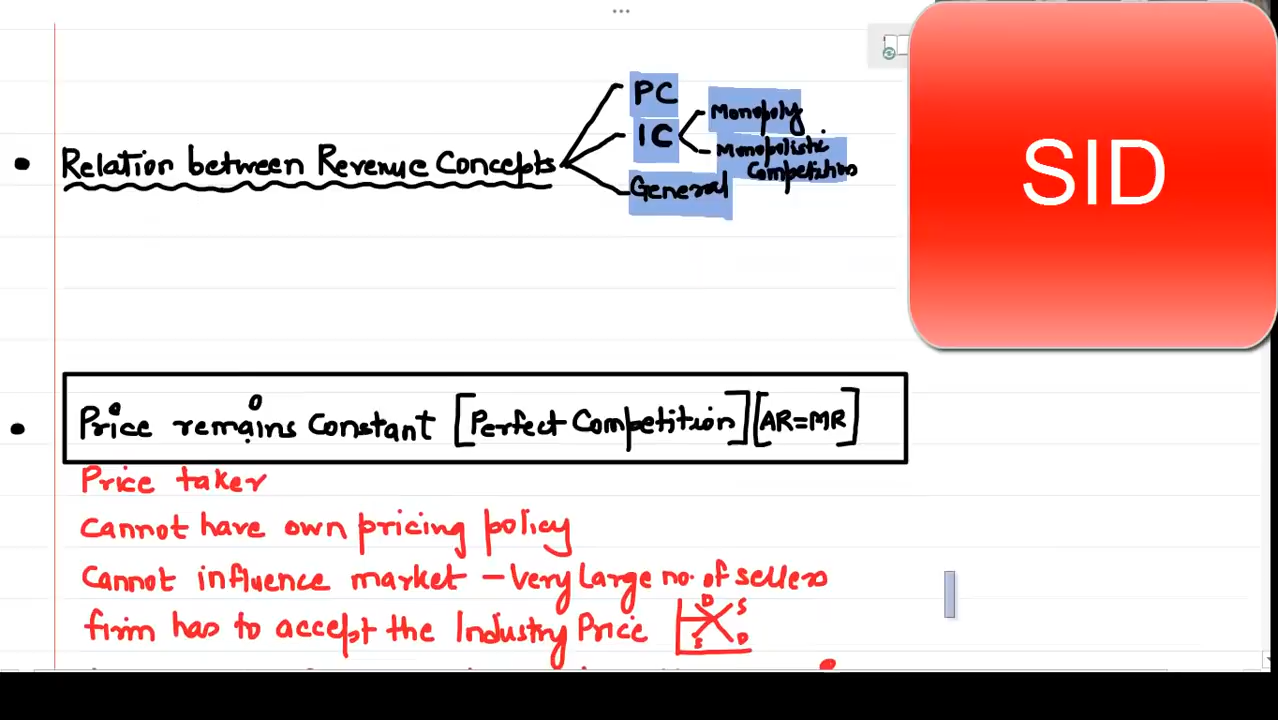 PC
Monopoly
IC
Monopolistic
Competition
Relation between Revenue Concepts
General
SID
Price remains Constant [Perfect Competition] [AR=MR]
Price taker
Cannot have own pricing policy
Cannot influence market – Very Large no. of sellers
firm has to accept the Industry Price
D S
S D